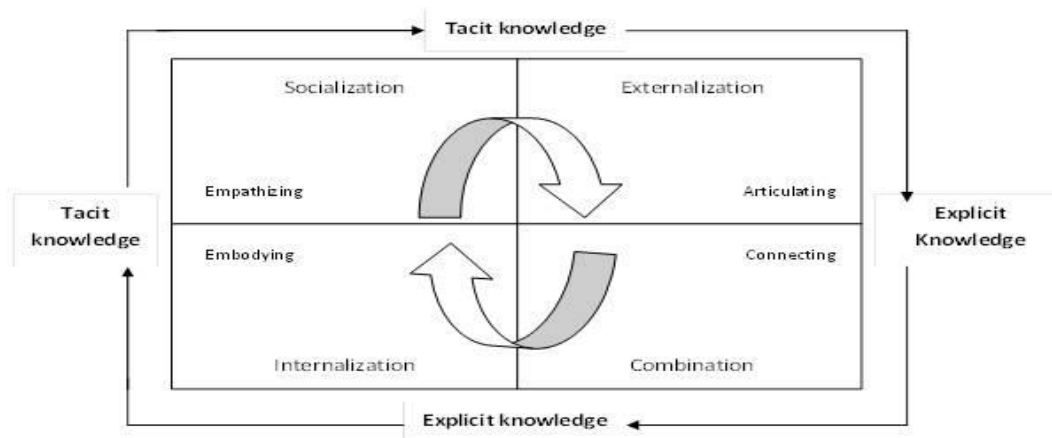 Tacit knowledge
Socialization
Externalization
Empathizing
Articulating
Tacit
knowledge
Explicit
Knowledge
Embodying
Connecting
Internalization
Combination
Explicit knowledge